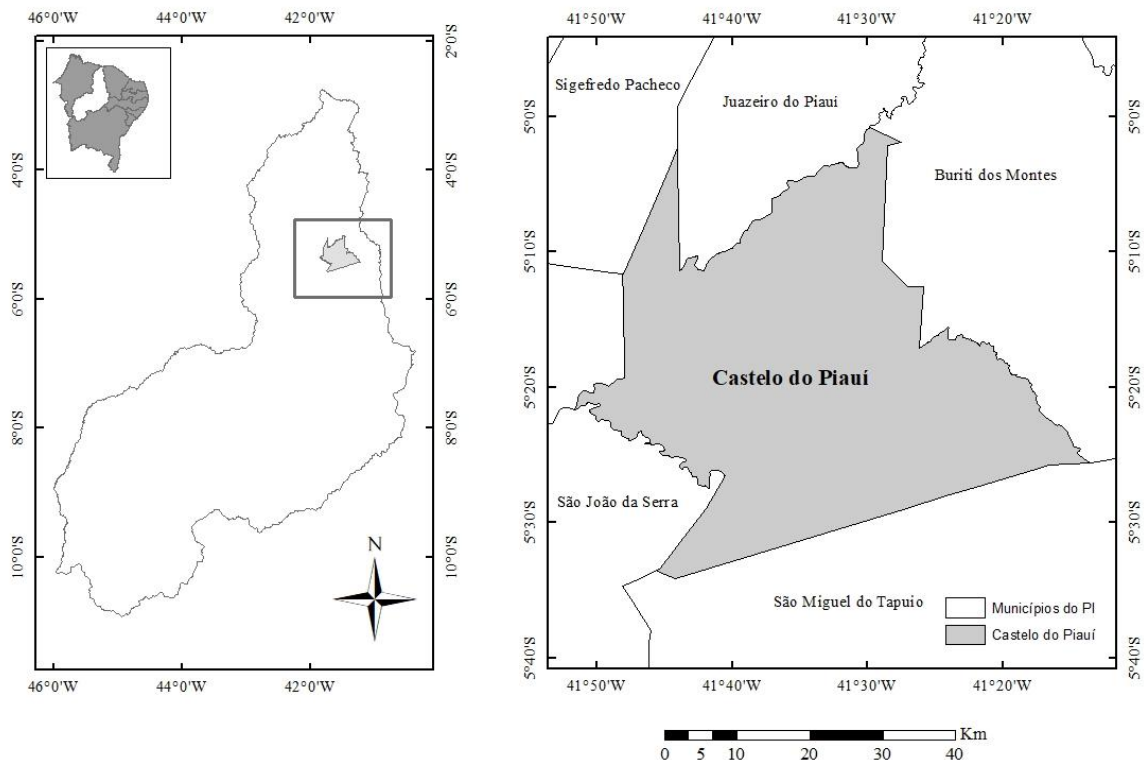 46°0'W 44°0'W 42°0'W
2°0'S
4°0'S
4°0'S
6°0'S
6°0'S
8°0'S
8°0'S
10°0'S
10°0'S
N
46°0'W 44°0'W 42°0'W
41°50'W 41°40'W 41°30'W 41°20'W
Sigefredo Pacheco
Juazeiro do Piaui
5°0'S
5°0'S
Buriti dos Montes
5°10'S
5°10'S
Castelo do Piauí
5°20'S
5°20'S
São João da Serra
5°30'S
5°30'S
São Miguel do Tapuio
Municípios do PI
Castelo do Piauí
5°40'S
5°40'S
41°50'W 41°40'W 41°30'W 41°20'W
Km
0 5 10 20 30 40